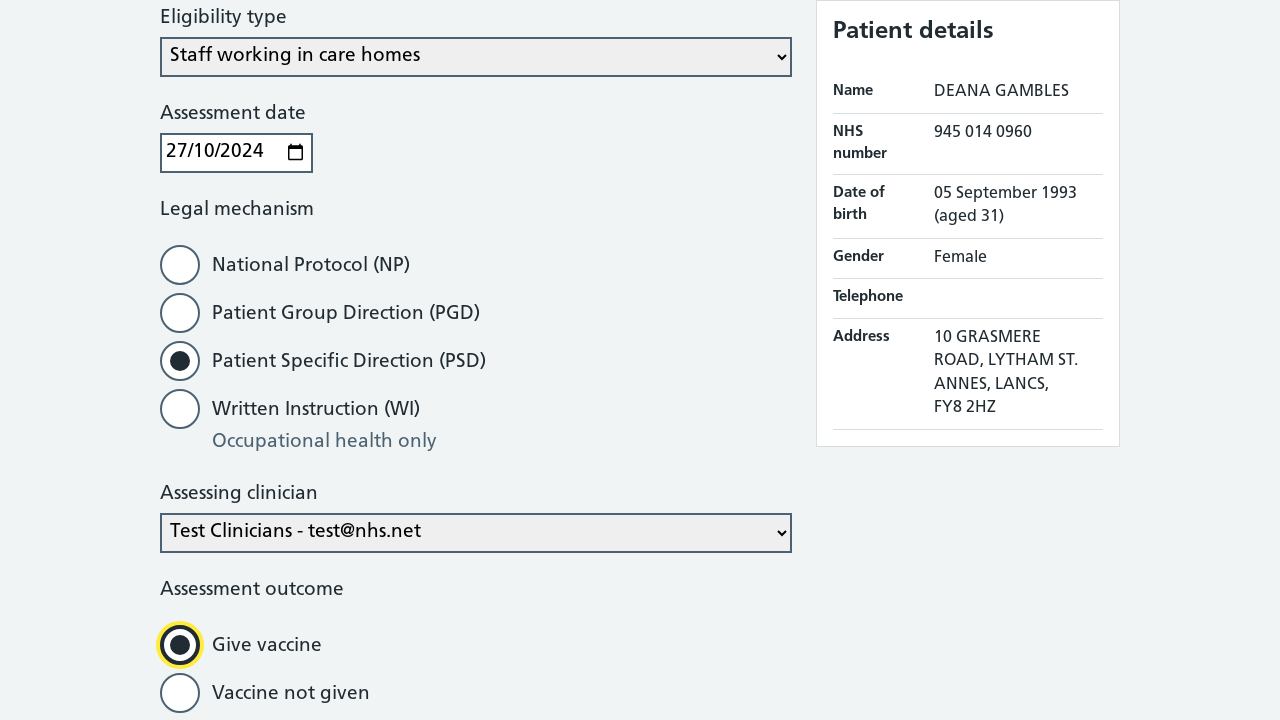 Eligibility type
Staff working in care homes
Assessment date
27/10/2024
Legal mechanism
National Protocol (NP)
Patient Group Direction (PGD)
Patient Specific Direction (PSD)
Written Instruction (WI)
Occupational health only
Assessing clinician
Test Clinicians - test@nhs.net
Assessment outcome
Give vaccine
Vaccine not given
Patient details
Name DEANA GAMBLES
NHS number 945 014 0960
Date of birth 05 September 1993
(aged 31)
Gender Female
Telephone
Address 10 GRASMERE
ROAD, LYTHAM ST.
ANNES, LANCS,
FY8 2HZ